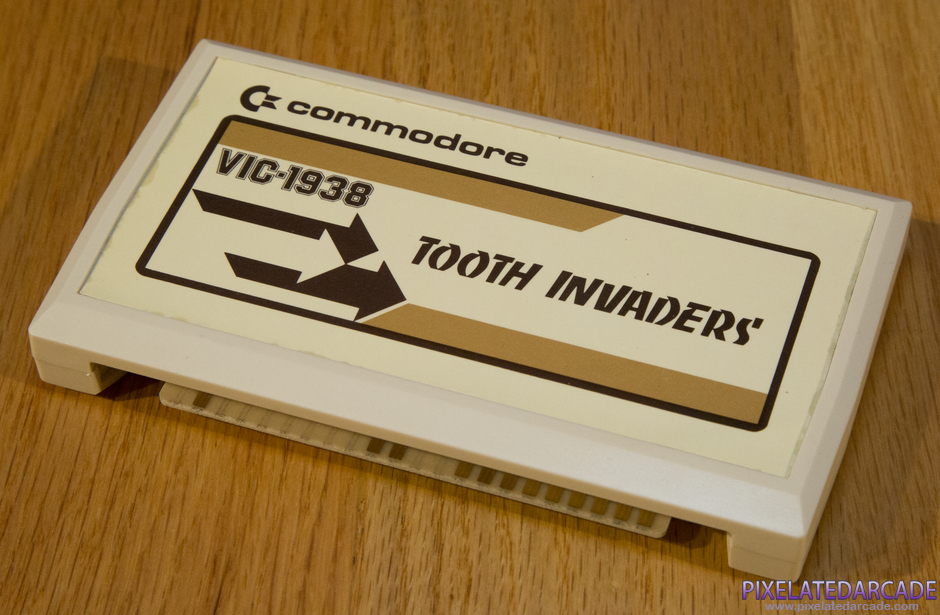 commodore
VIC-1938
TOOTH INVADERS
PIXELATEDARCADE
www.pixelatedarcade.com